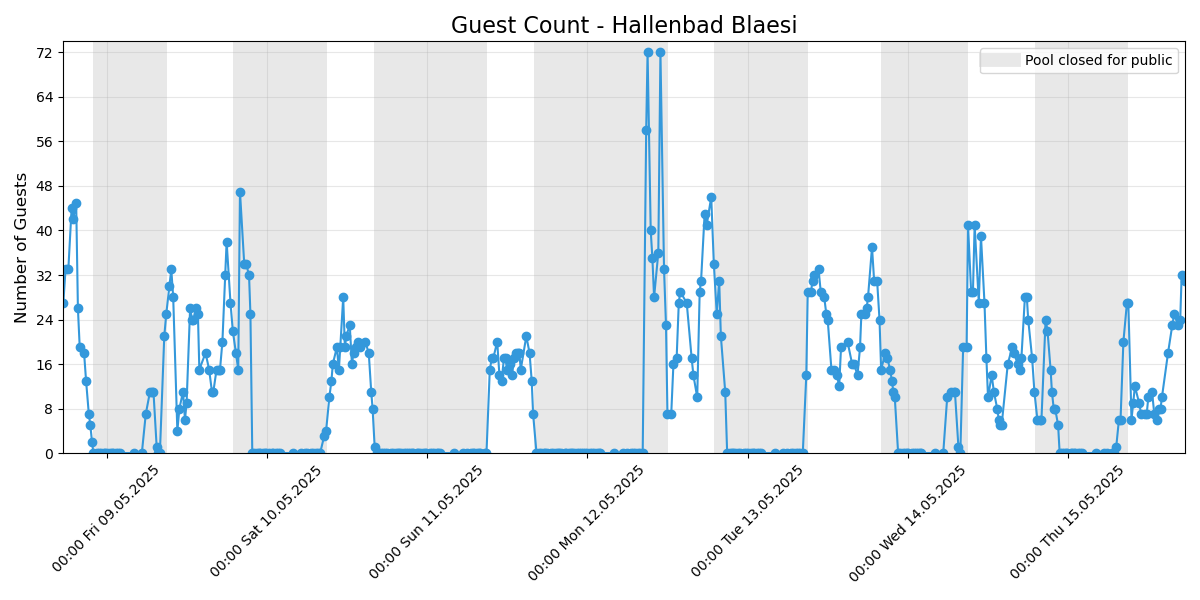 Guest Count - Hallenbad Blaesi
Pool closed for public
Number of Guests
72
64
56
48
40
32
24
16
8
0
00:00 Fri 09.05.2025
00:00 Sat 10.05.2025
00:00 Sun 11.05.2025
00:00 Mon 12.05.2025
00:00 Tue 13.05.2025
00:00 Wed 14.05.2025
00:00 Thu 15.05.2025